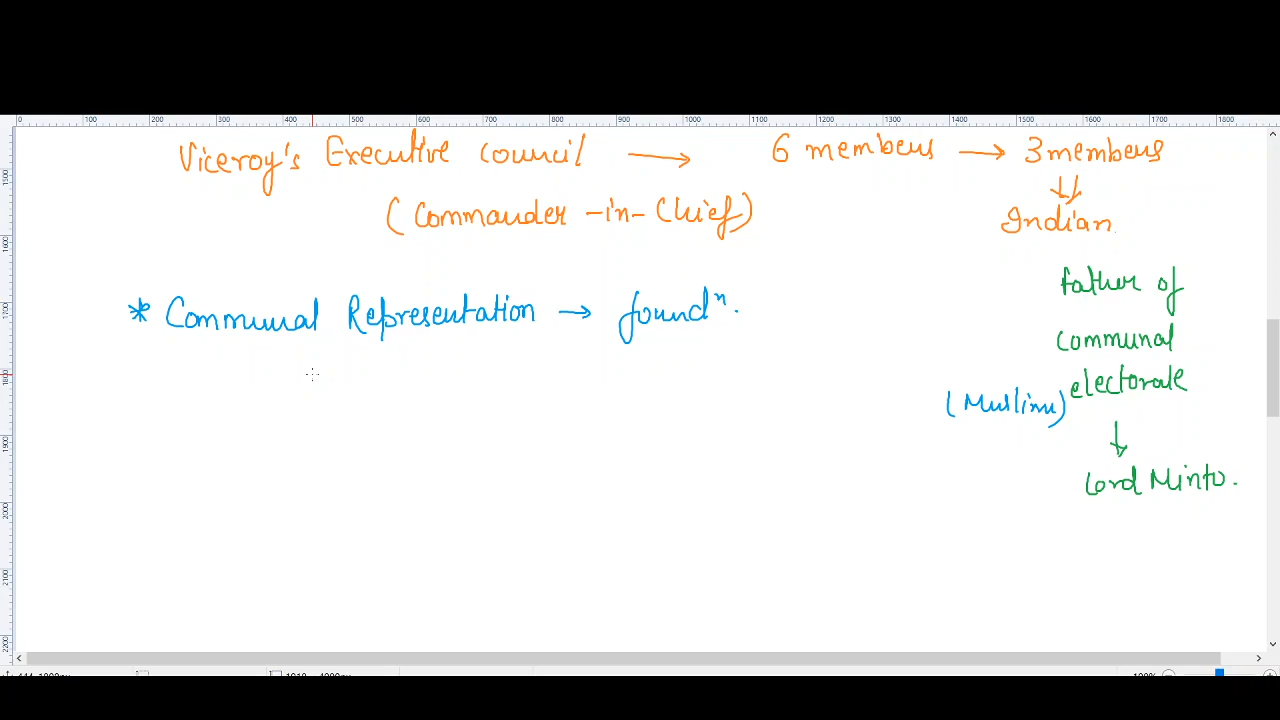 Viceroy's Executive Council → 6 members → 3 members
(Commander-in-Chief)
Indian
* Communal Representation → foundⁿ.
father of
communal
electorate
(Muslims)
↓
Lord Minto.